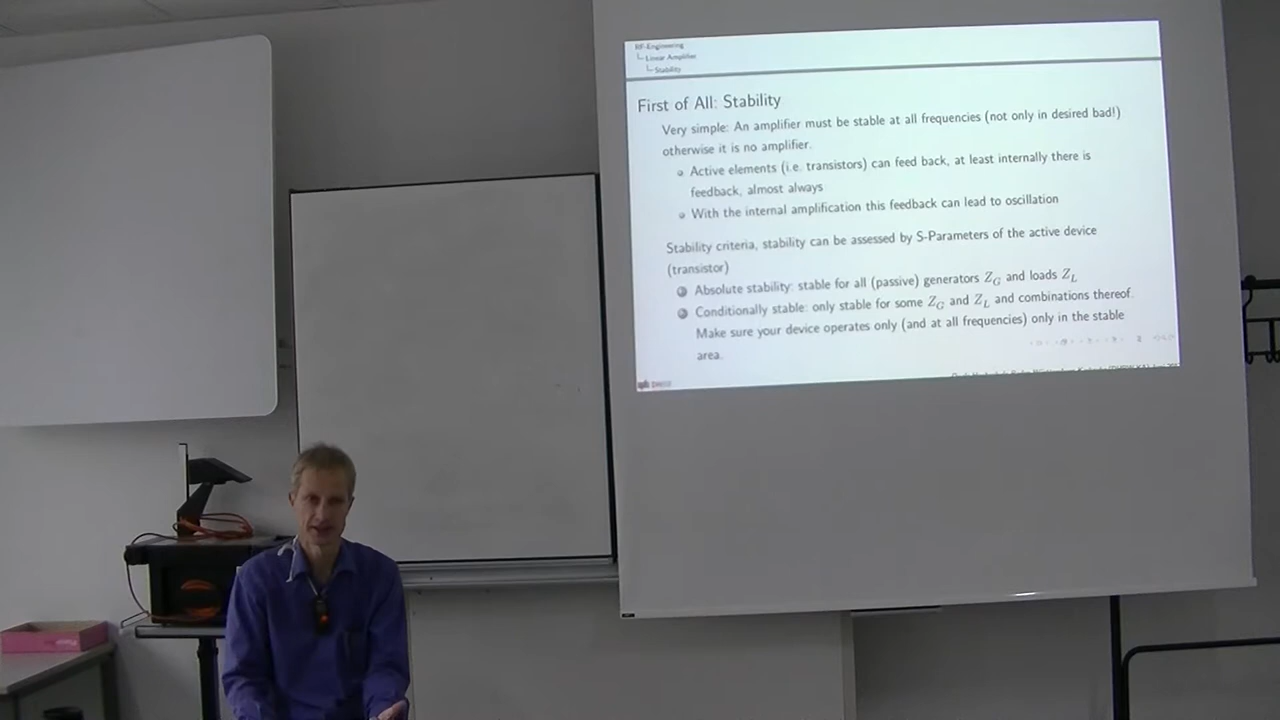 RF-Engineering
Linear Amplifier
Stability
First of All: Stability
Very simple: An amplifier must be stable at all frequencies (not only in desired bad!)
otherwise it is no amplifier.
Active elements (i.e. transistors) can feed back, at least internally there is
feedback, almost always
With the internal amplification this feedback can lead to oscillation
Stability criteria, stability can be assessed by S-Parameters of the active device
(transistor)
Absolute stability: stable for all (passive) generators Z_G and loads Z_L
Conditionally stable: only stable for some Z_G and Z_L and combinations thereof.
Make sure your device operates only (and at all frequencies) only in the stable
area.